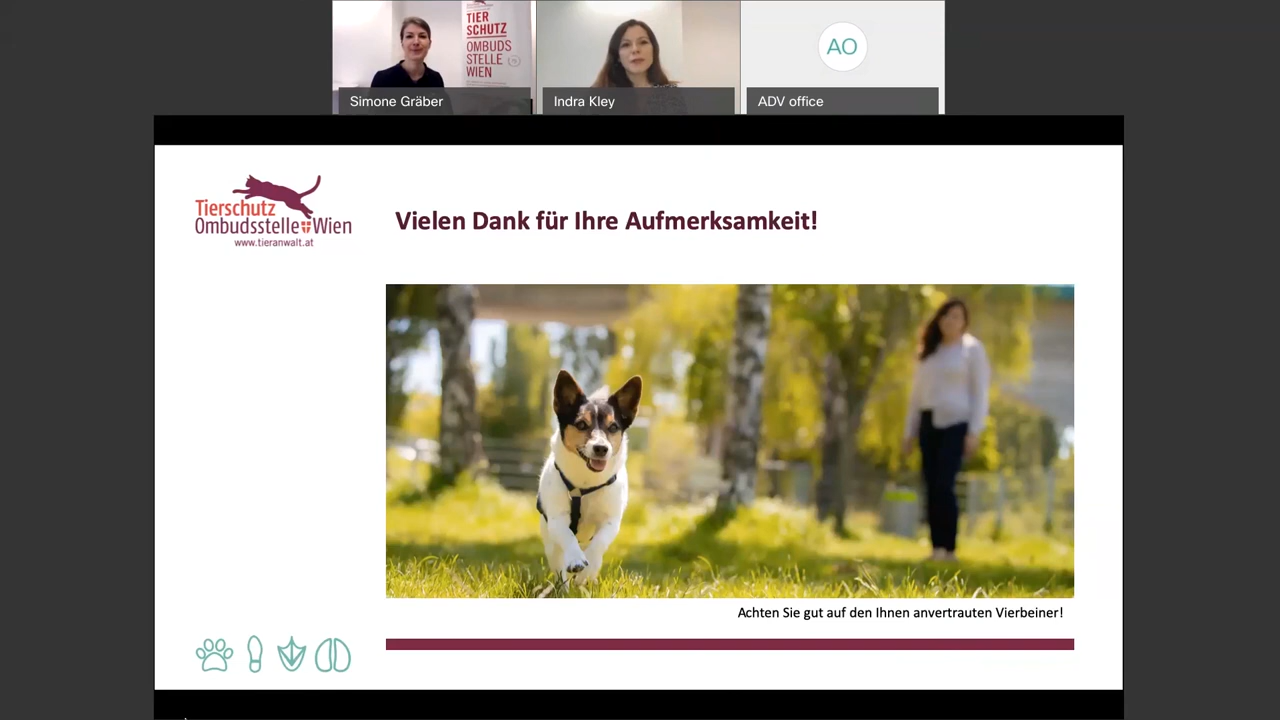 TIER
SCHUTZ
OMBUDS
STELLE
WIEN
Simone Gräber
Indra Kley
AO
ADV office
Tierschutz
Ombudsstelle Wien
www.tieranwalt.at
Vielen Dank für Ihre Aufmerksamkeit!
Achten Sie gut auf den Ihnen anvertrauten Vierbeiner!